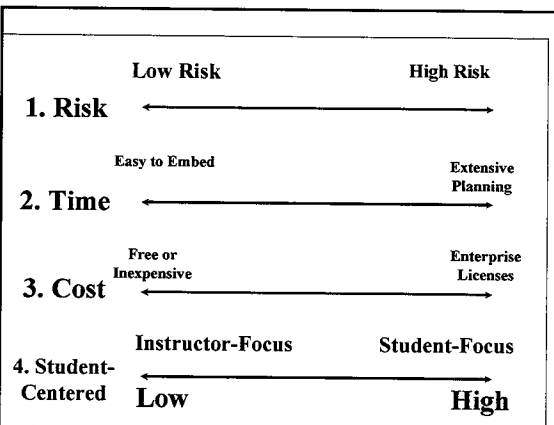 Low Risk High Risk
1. Risk
Easy to Embed Extensive
Planning
2. Time
Free or
Inexpensive
Enterprise
Licenses
3. Cost
Instructor-Focus Student-Focus
4. Student-
Centered
Low High